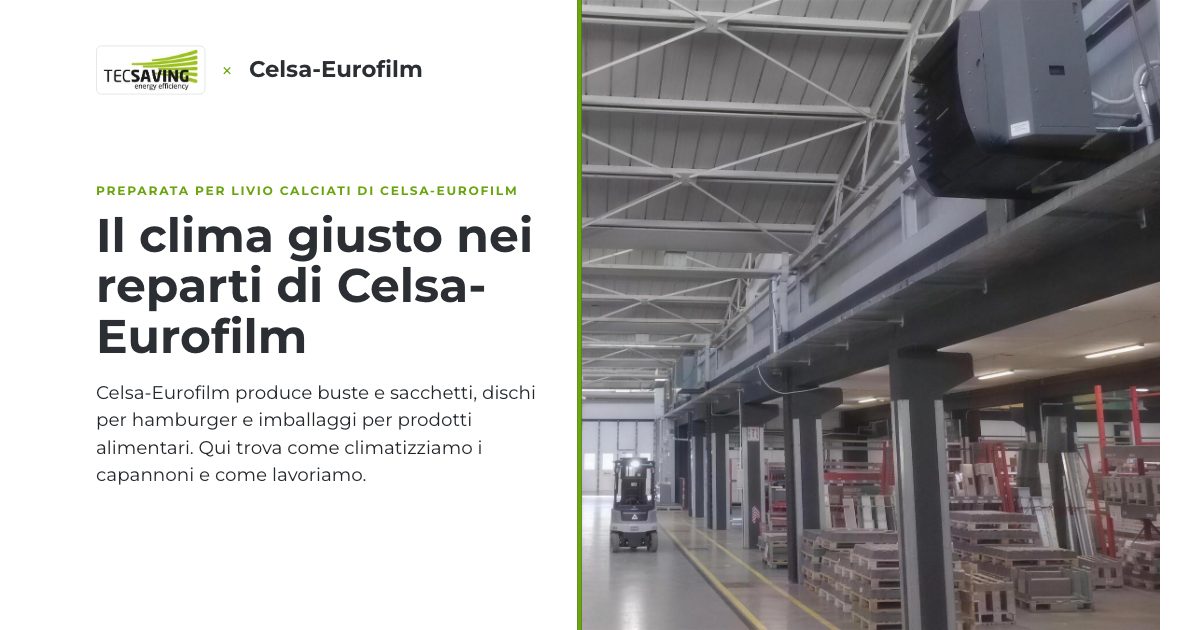 TECSAVING
energy efficiency
× Celsa-Eurofilm
PREPARATA PER LIVIO CALCIATI DI CELSA-EUROFILM
Il clima giusto nei
reparti di Celsa-
Eurofilm
Celsa-Eurofilm produce buste e sacchetti, dischi
per hamburger e imballaggi per prodotti
alimentari. Qui trova come climatizziamo i
capannoni e come lavoriamo.